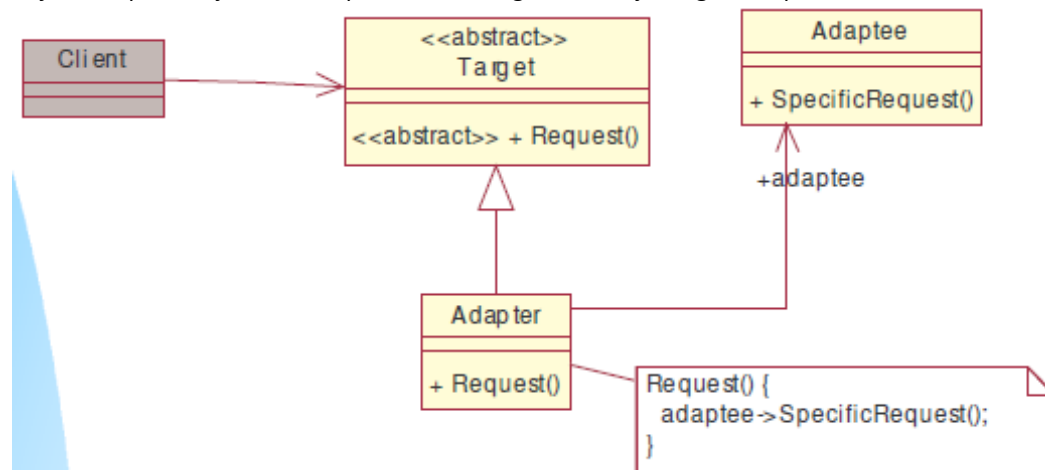 Client
<<abstract>>
Target
<<abstract>> + Request()
Adaptee
+ SpecificRequest()
+adaptee
Adapter
+ Request()
Request() {
adaptee->SpecificRequest();
}